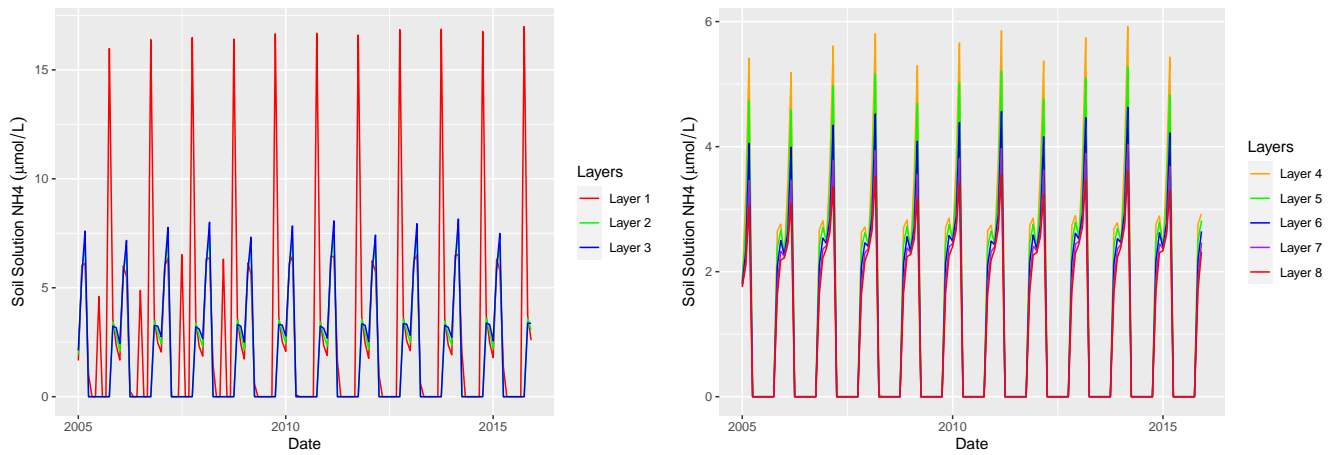 Soil Solution NH4 (μmol/L)
15
10
5
0
2005
2010
2015
Date
Layers
Layer 1
Layer 2
Layer 3
Soil Solution NH4 (μmol/L)
6
4
2
0
2005
2010
2015
Date
Layers
Layer 4
Layer 5
Layer 6
Layer 7
Layer 8